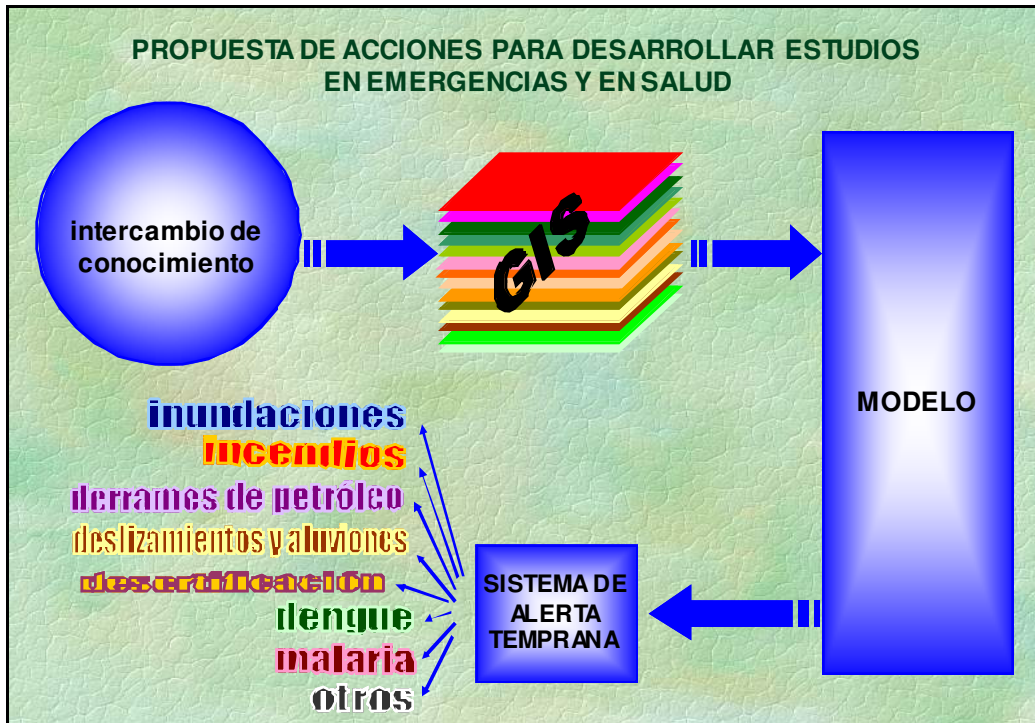 PROPUESTA DE ACCIONES PARA DESARROLLAR ESTUDIOS
EN EMERGENCIAS Y EN SALUD
intercambio de
conocimiento
GIS
MODELO
SISTEMA DE
ALERTA
TEMPRANA
inundaciones
incendios
derrames de petróleo
deslizamientos y aluviones
desertificación
dengue
malaria
otros